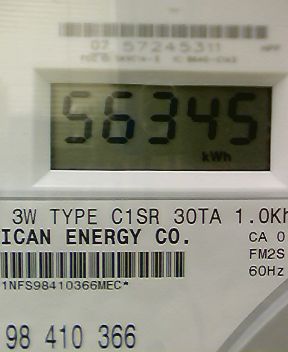 07 57245311
56345
kWh
3W TYPE C1SR 30TA 1.0Kh
ICAN ENERGY CO.
CA 0
FM2S
1NFS98410366MEC*
60Hz
98 410 366